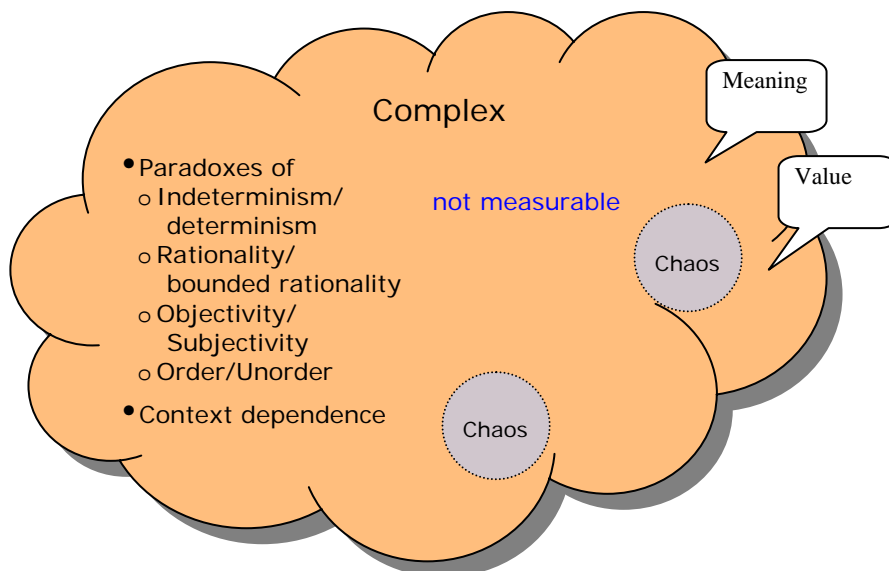 Complex
Meaning
Value
• Paradoxes of
o Indeterminism/
determinism
o Rationality/
bounded rationality
o Objectivity/
Subjectivity
o Order/Unorder
• Context dependence
not measurable
Chaos
Chaos